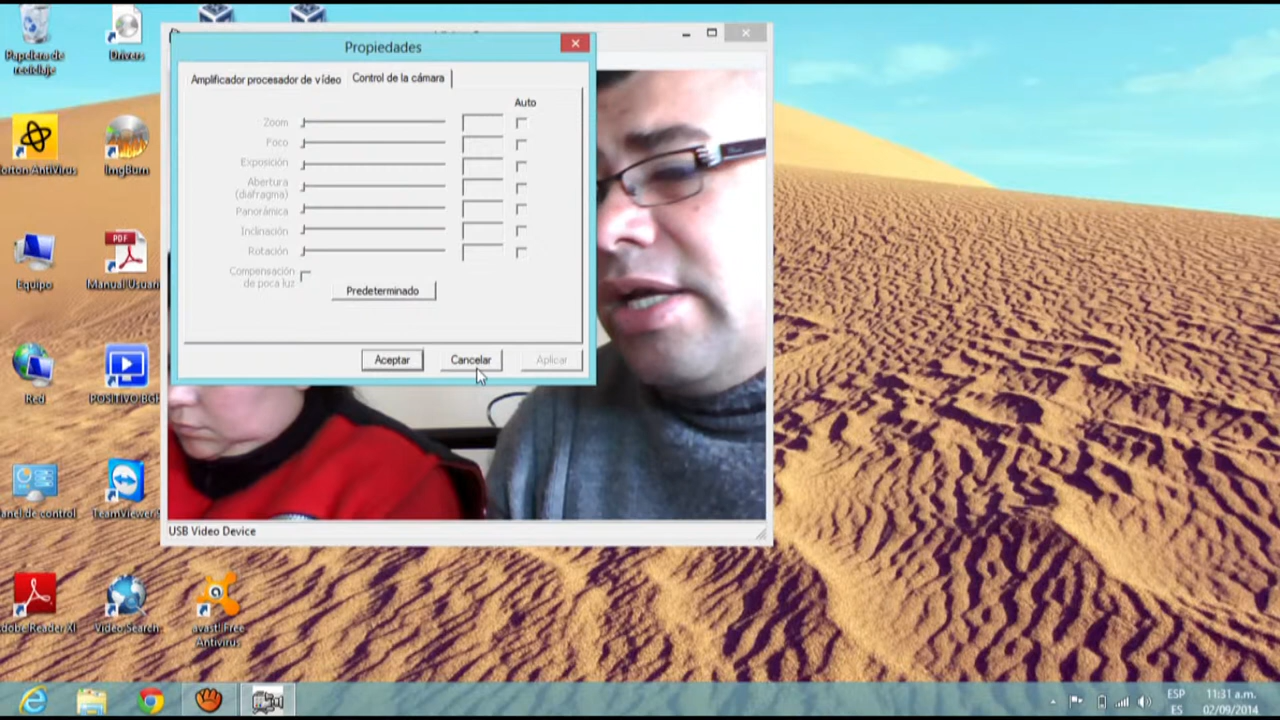 Papelera de
reciclaje
Drivers
Norton AntiVirus
ImgBurn
Equipo
PDF
Manual Usuari
Red
POSITIVO BG
Panel de control
TeamViewer
Adobe Reader XI
Video Search
avast! Free
Antivirus
Propiedades
Amplificador procesador de vídeo
Control de la cámara
Auto
Zoom
Foco
Exposición
Abertura
(diafragma)
Panorámica
Inclinación
Rotación
Compensación
de poca luz
Predeterminado
Aceptar
Cancelar
Aplicar
USB Video Device
ESP
ES
11:31 a.m.
02/09/2014